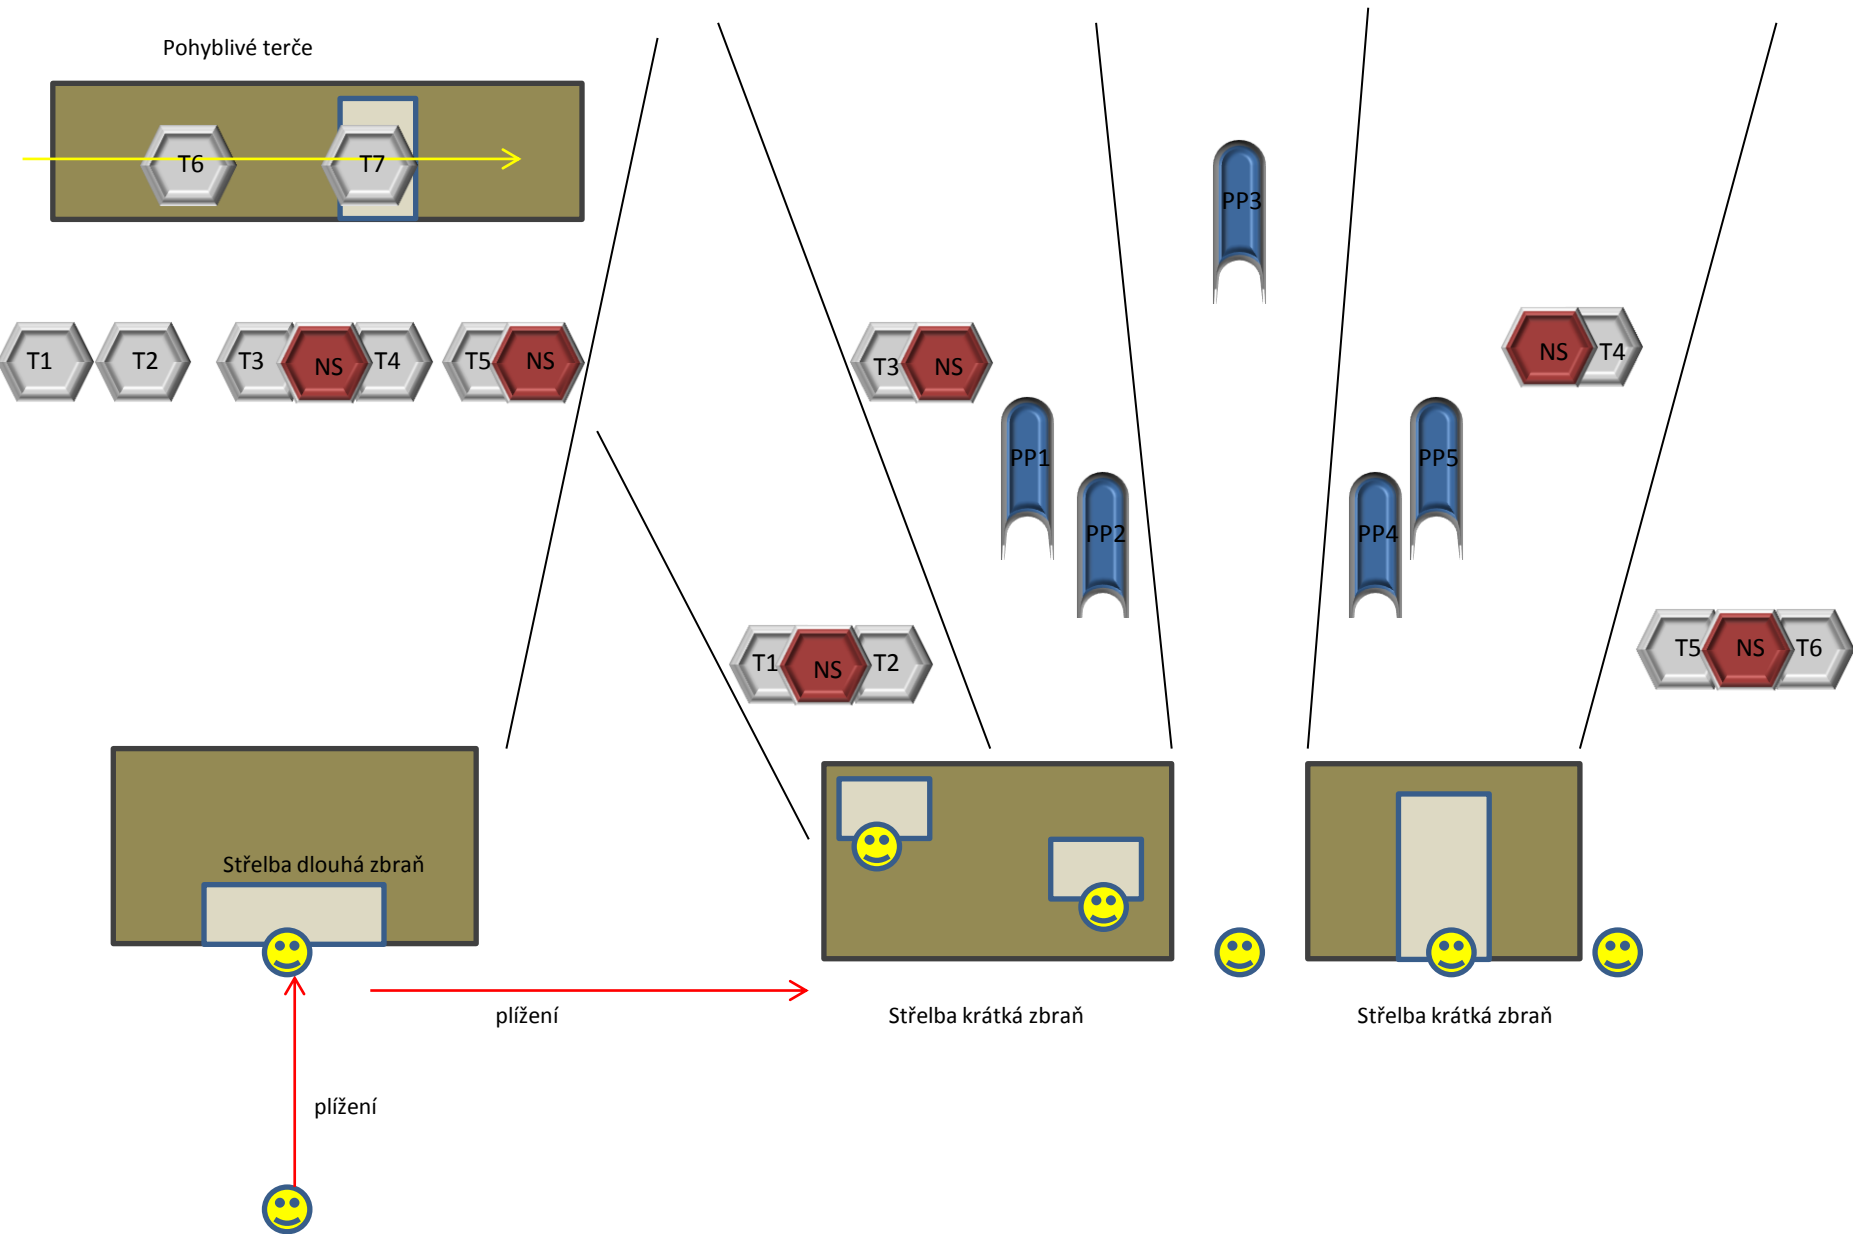 Pohyblivé terče
T6
T7
PP3
T1
T2
T3
NS
T4
T5
NS
T3
NS
NS
T4
PP1
PP5
PP2
PP4
T1
NS
T2
T5
NS
T6
Střelba dlouhá zbraň
plížení
Střelba krátká zbraň
Střelba krátká zbraň
plížení